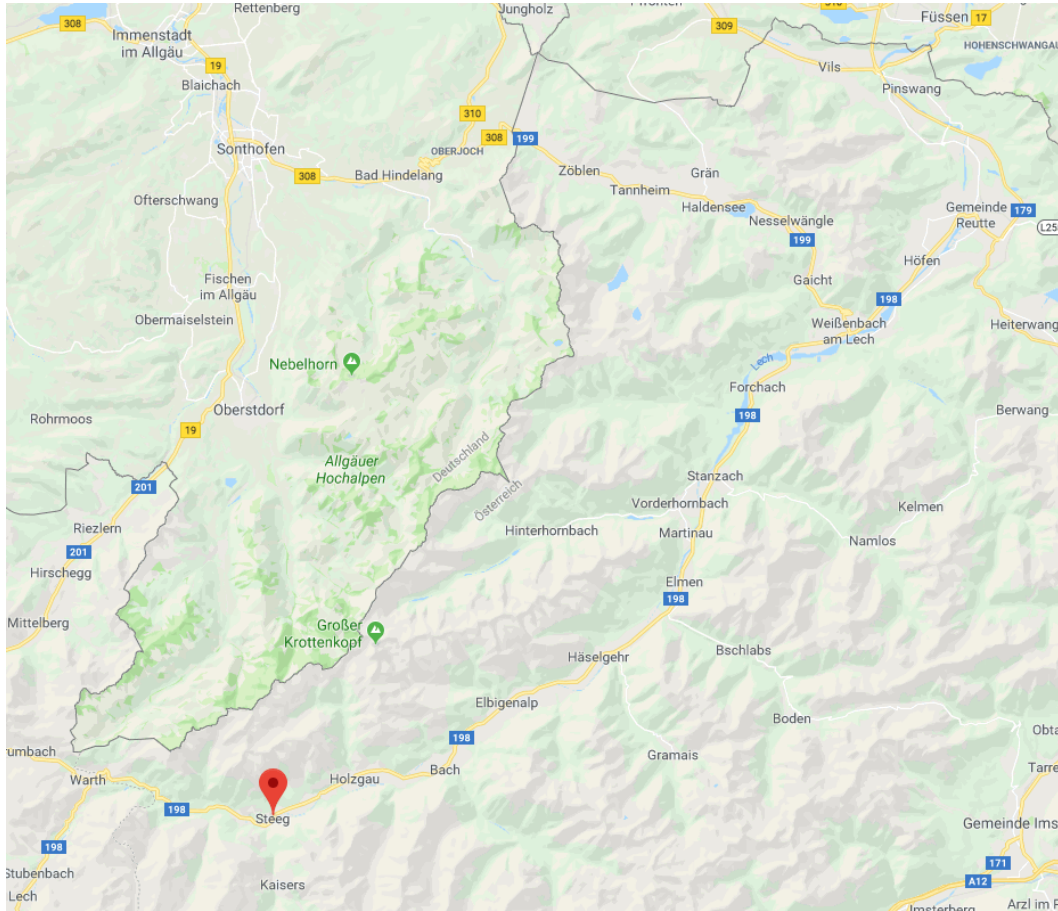 Rettenberg
Jungholz
308
Immenstadt
im Allgäu
309
Füssen
17
HOHENSCHWANGAU
19
Blaichach
Vils
Pinswang
310
308
199
OBERJOCH
Sonthofen
308
Bad Hindelang
Zöblen
Grän
Tannheim
Haldensee
Nesselwängle
199
Ofterschwang
Gemeinde
Reutte
179
Höfen
Gaicht
198
Fischen
im Allgäu
Obermaiselstein
Weißenbach
am Lech
Heiterwang
Lech
Nebelhorn
Forchach
Berwang
Oberstdorf
Rohrmoos
19
198
Allgäuer
Hochalpen
Deutschland
Österreich
201
Stanzach
Vorderhornbach
Kelmen
Riezlern
Hinterhornbach
Martinau
Namlos
201
Hirschegg
Elmen
198
Mittelberg
Großer
Krottenkopf
Häselgehr
Bschlabs
Elbigenalp
Boden
198
Gramais
Warth
Holzgau
Bach
198
Steeg
198
Stubenbach
Kaisers
Lech
171
A12
Imsterberg